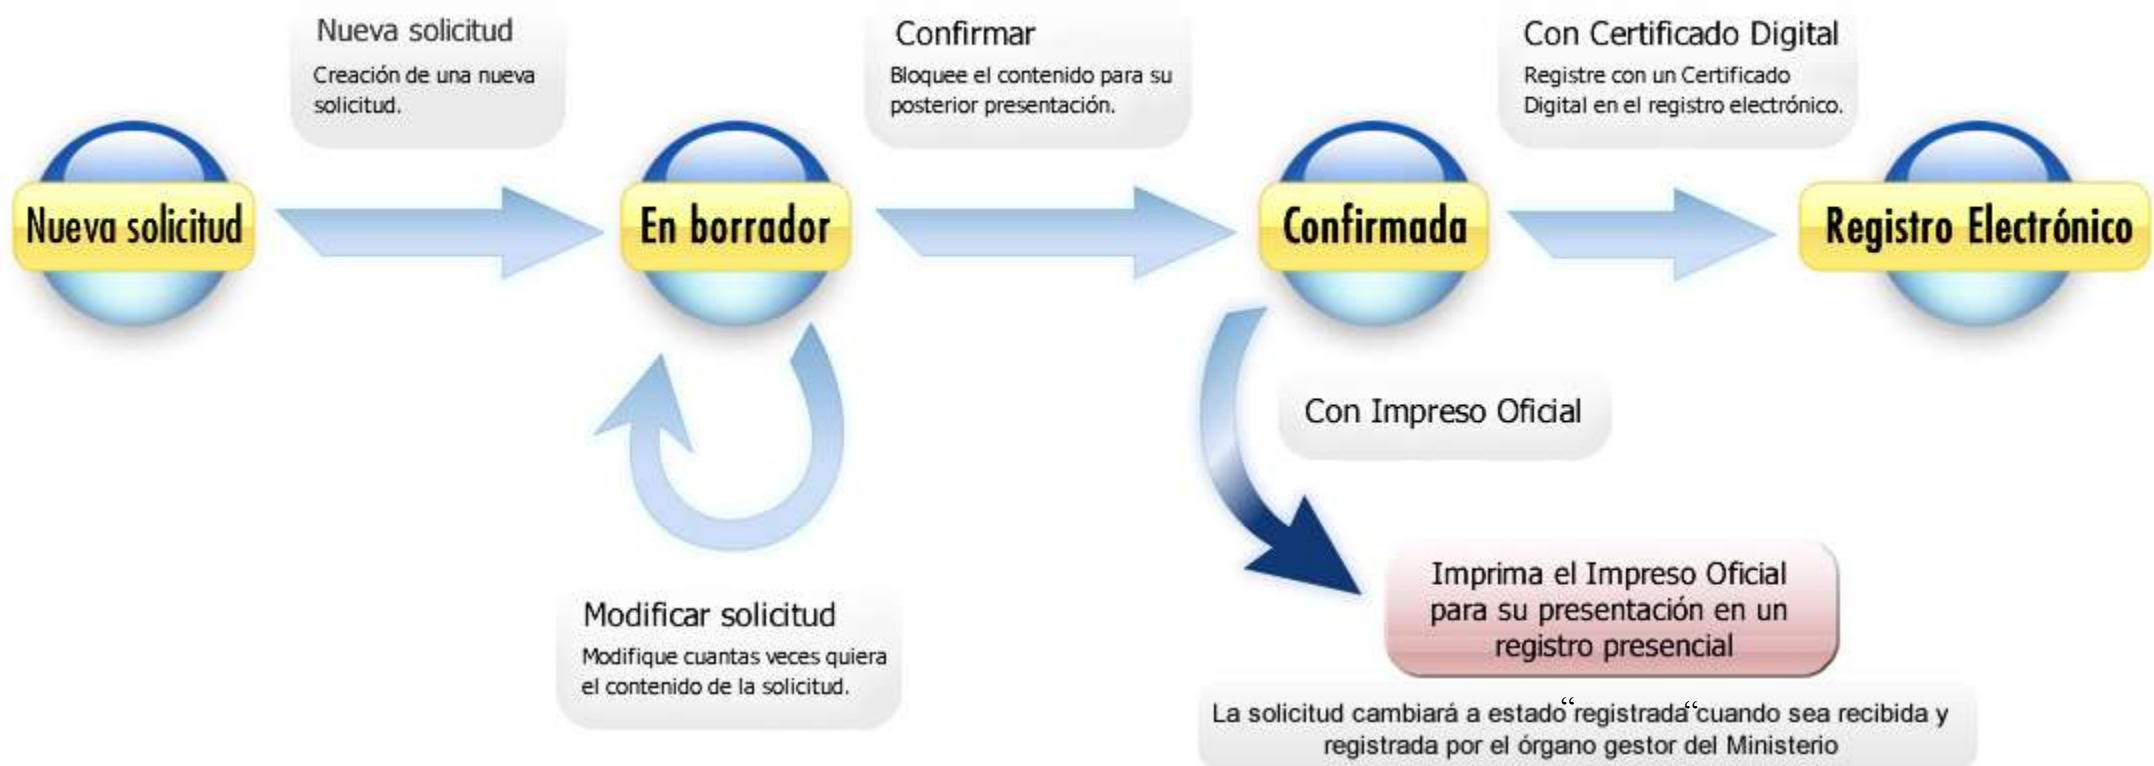 Nueva solicitud
Creación de una nueva
solicitud.
Confirmar
Bloquee el contenido para su
posterior presentación.
Con Certificado Digital
Registre con un Certificado
Digital en el registro electrónico.
Nueva solicitud
En borrador
Confirmada
Registro Electrónico
Con Impreso Oficial
Modificar solicitud
Modifique cuantas veces quiera
el contenido de la solicitud.
Imprima el Impreso Oficial
para su presentación en un
registro presencial
La solicitud cambiará a estado“registrada“cuando sea recibida y
registrada por el órgano gestor del Ministerio